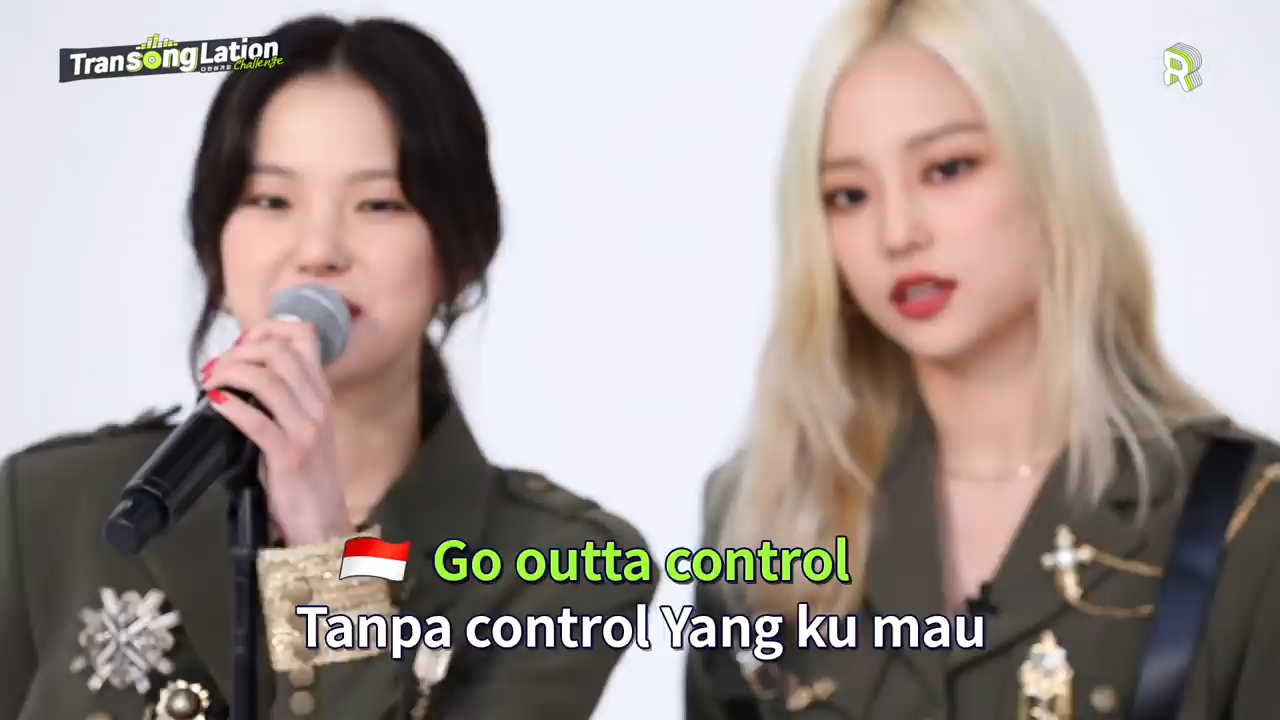 TranSongLation
Challenge
R
Go outta control
Tanpa control Yang ku mau